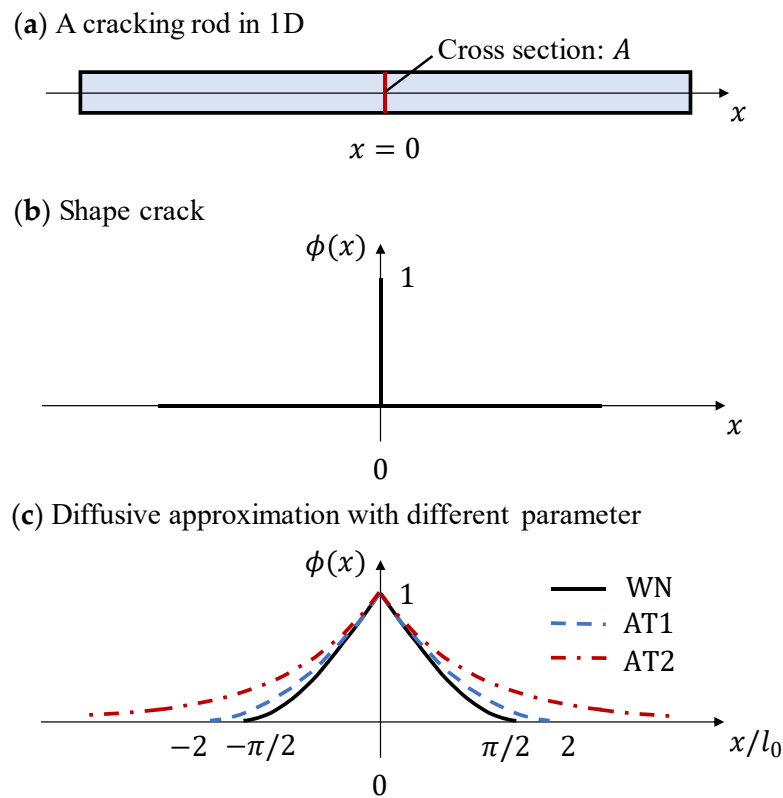 (a) A cracking rod in 1D
Cross section: A
x
x = 0
(b) Shape crack
ϕ(x)
1
x
0
(c) Diffusive approximation with different parameter
ϕ(x)
1
WN
AT1
AT2
−2 −π/2 π/2 2 x/l₀
0